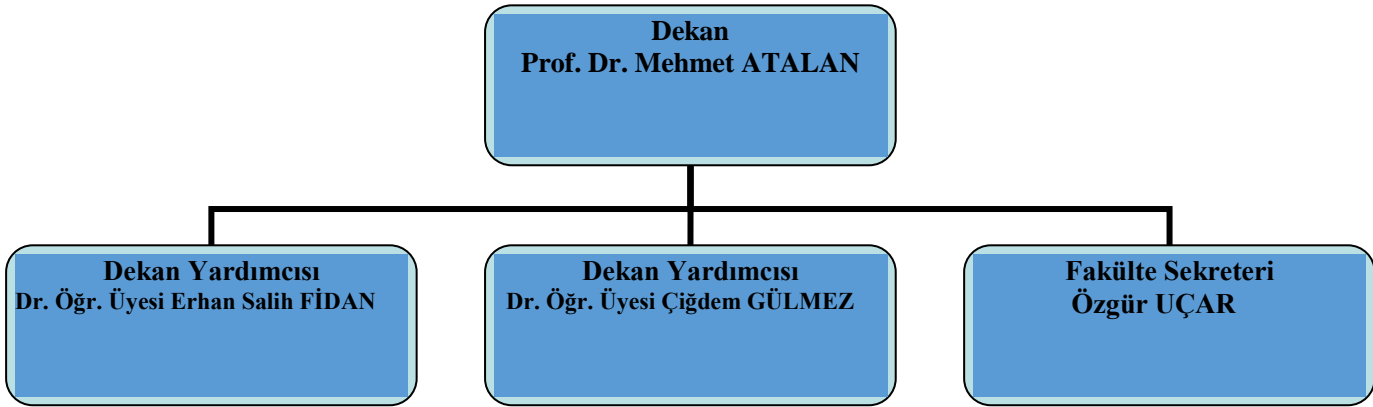 Dekan
Prof. Dr. Mehmet ATALAN
Dekan Yardımcısı
Dr. Öğr. Üyesi Erhan Salih FİDAN
Dekan Yardımcısı
Dr. Öğr. Üyesi Çiğdem GÜLMEZ
Fakülte Sekreteri
Özgür UÇAR